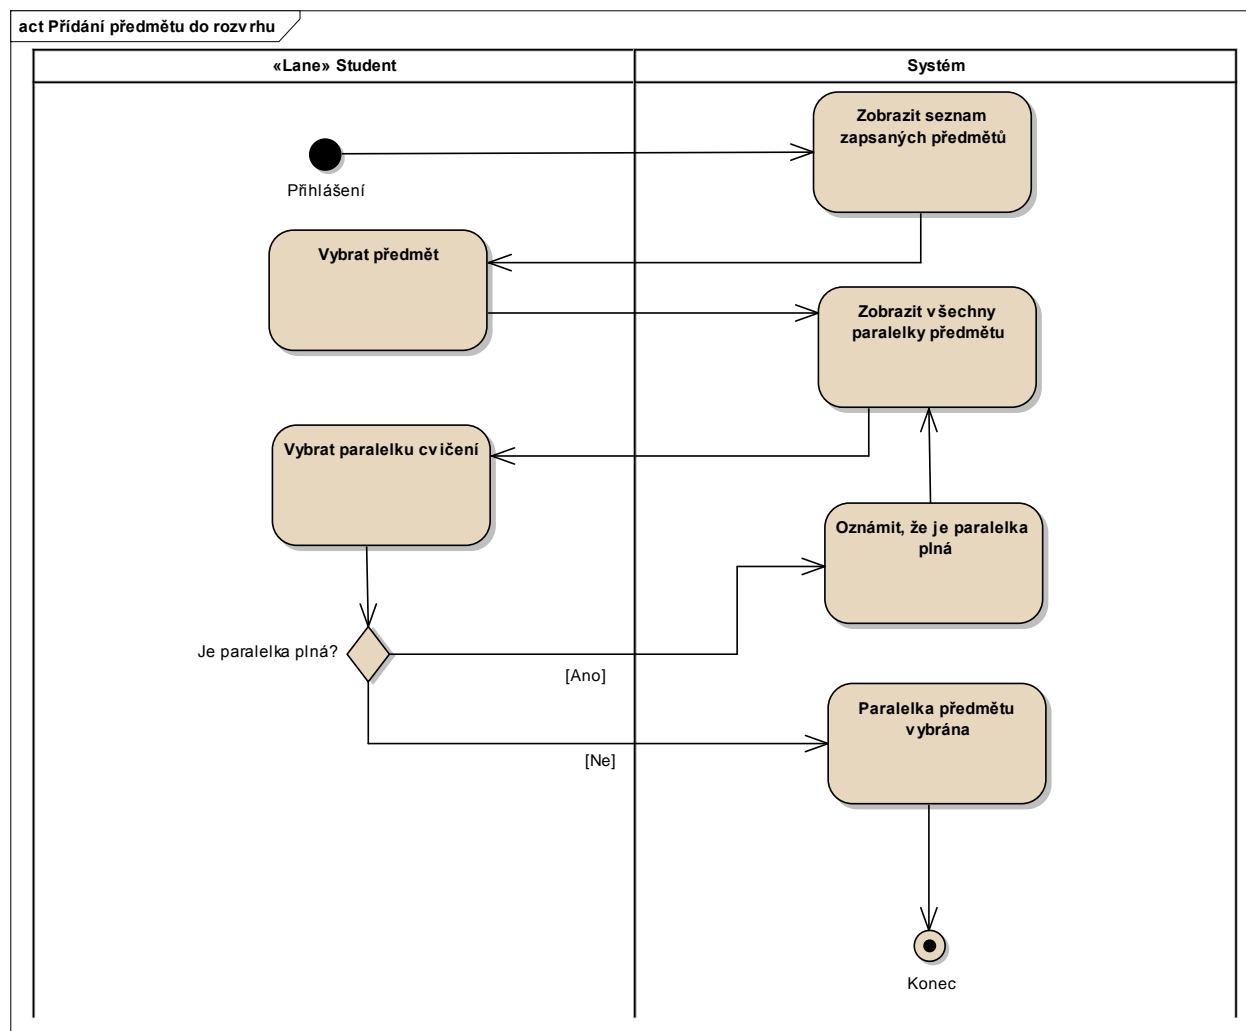 act Přídání předmětu do rozvrhu
«Lane» Student
Systém
Zobrazit seznam
zapsaných předmětů
Přihlášení
Vybrat předmět
Zobrazit všechny
paralelky předmětu
Vybrat paralelku cvičení
Oznámit, že je paralelka
plná
Je paralelka plná?
[Ano]
Paralelka předmětu
vybrána
[Ne]
Konec